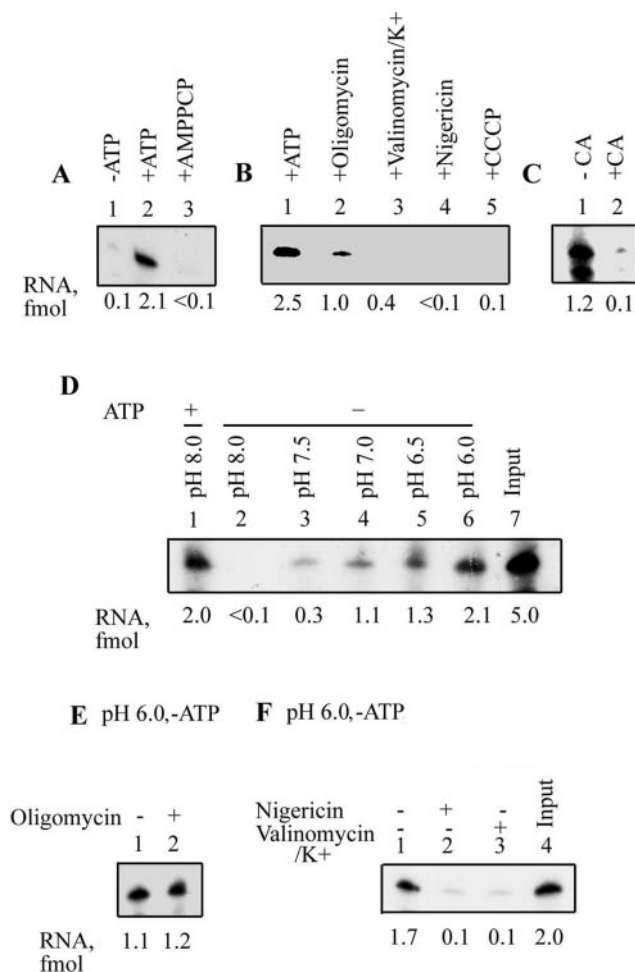 A
-ATP
+ATP
+AMPPCP
1 2 3
RNA,
fmol
0.1 2.1 <0.1
B
+ATP
+Oligomycin
+Valinomycin/K+
+Nigericin
+CCCP
1 2 3 4 5
2.5 1.0 0.4 <0.1 0.1
C
- CA
+CA
1 2
1.2 0.1
D
ATP + –
pH 8.0
pH 8.0
pH 7.5
pH 7.0
pH 6.5
pH 6.0
Input
1 2 3 4 5 6 7
RNA,
fmol
2.0 <0.1 0.3 1.1 1.3 2.1 5.0
E pH 6.0,-ATP
Oligomycin - +
1 2
RNA,
fmol
1.1 1.2
F pH 6.0,-ATP
Nigericin - + -
Valinomycin - - +
/K+
Input
1 2 3 4
1.7 0.1 0.1 2.0